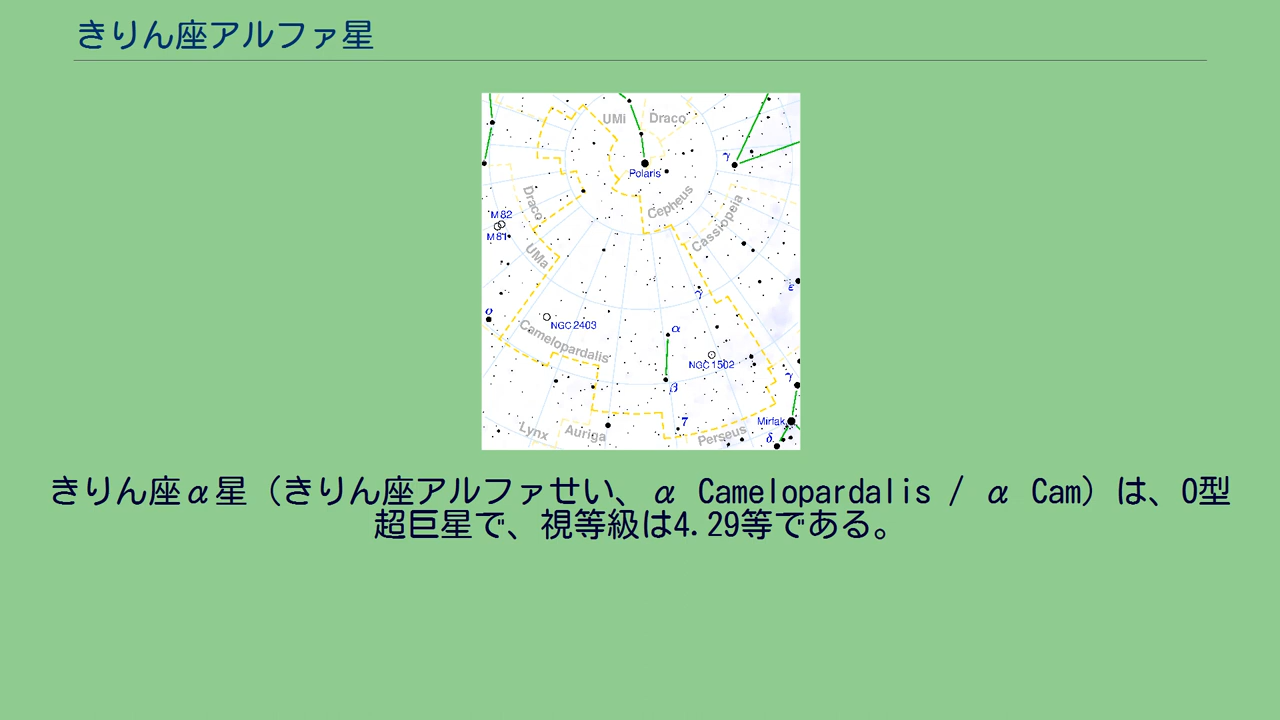 きりん座アルファ星
UMi
Draco
γ
Polaris
Draco
Cepheus
Cassiopeia
M 82
M 81
UMa
γ
ε
ο
NGC 2403
α
Camelopardalis
NGC 1502
γ
β
7
Mirfak
Lynx
Auriga
Perseus
δ
きりん座α星（きりん座アルファせい、α Camelopardalis / α Cam）は、O型
超巨星で、視等級は4.29等である。